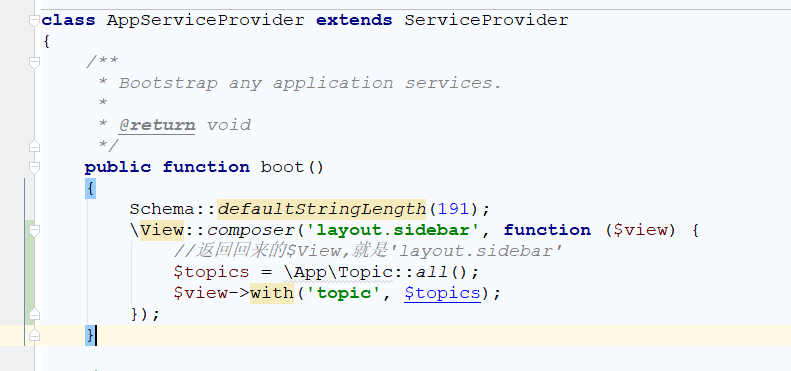 class AppServiceProvider extends ServiceProvider
{
    /**
     * Bootstrap any application services.
     *
     * @return void
     */
    public function boot()
    {
        Schema::defaultStringLength(191);
        \View::composer('layout.sidebar', function ($view) {
            //返回回来的$View,就是'layout.sidebar'
            $topics = \App\Topic::all();
            $view->with('topic', $topics);
        });
    }